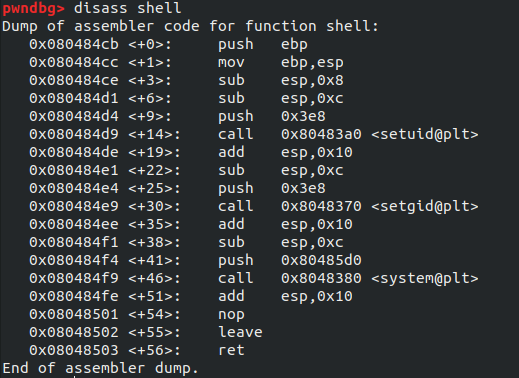 pwndbg> disass shell
Dump of assembler code for function shell:
   0x080484cb <+0>:     push   ebp
   0x080484cc <+1>:     mov    ebp,esp
   0x080484ce <+3>:     sub    esp,0x8
   0x080484d1 <+6>:     sub    esp,0xc
   0x080484d4 <+9>:     push   0x3e8
   0x080484d9 <+14>:    call   0x80483a0 <setuid@plt>
   0x080484de <+19>:    add    esp,0x10
   0x080484e1 <+22>:    sub    esp,0xc
   0x080484e4 <+25>:    push   0x3e8
   0x080484e9 <+30>:    call   0x8048370 <setgid@plt>
   0x080484ee <+35>:    add    esp,0x10
   0x080484f1 <+38>:    sub    esp,0xc
   0x080484f4 <+41>:    push   0x80485d0
   0x080484f9 <+46>:    call   0x8048380 <system@plt>
   0x080484fe <+51>:    add    esp,0x10
   0x08048501 <+54>:    nop
   0x08048502 <+55>:    leave
   0x08048503 <+56>:    ret
End of assembler dump.